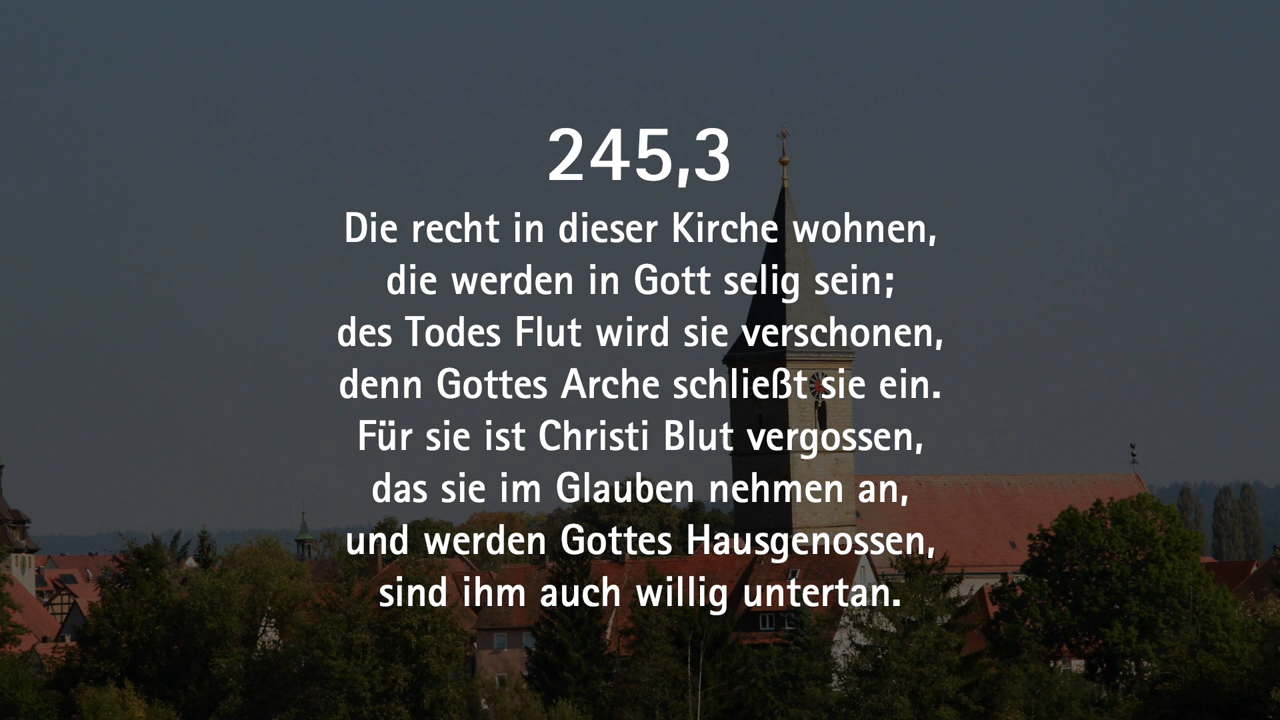 245,3
Die recht in dieser Kirche wohnen,
die werden in Gott selig sein;
des Todes Flut wird sie verschonen,
denn Gottes Arche schließt sie ein.
Für sie ist Christi Blut vergossen,
das sie im Glauben nehmen an,
und werden Gottes Hausgenossen,
sind ihm auch willig untertan.